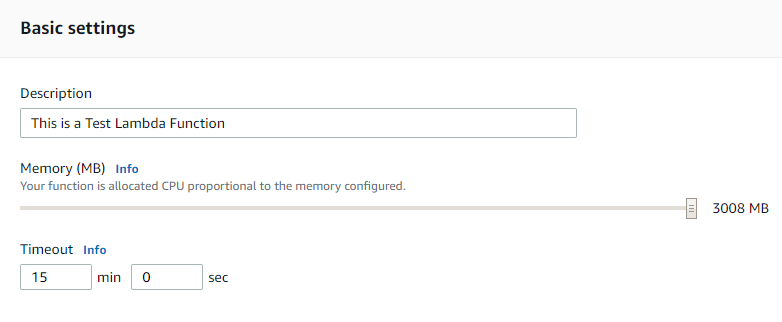 Basic settings
Description
This is a Test Lambda Function
Memory (MB) Info
Your function is allocated CPU proportional to the memory configured.
3008 MB
Timeout Info
15 min 0 sec